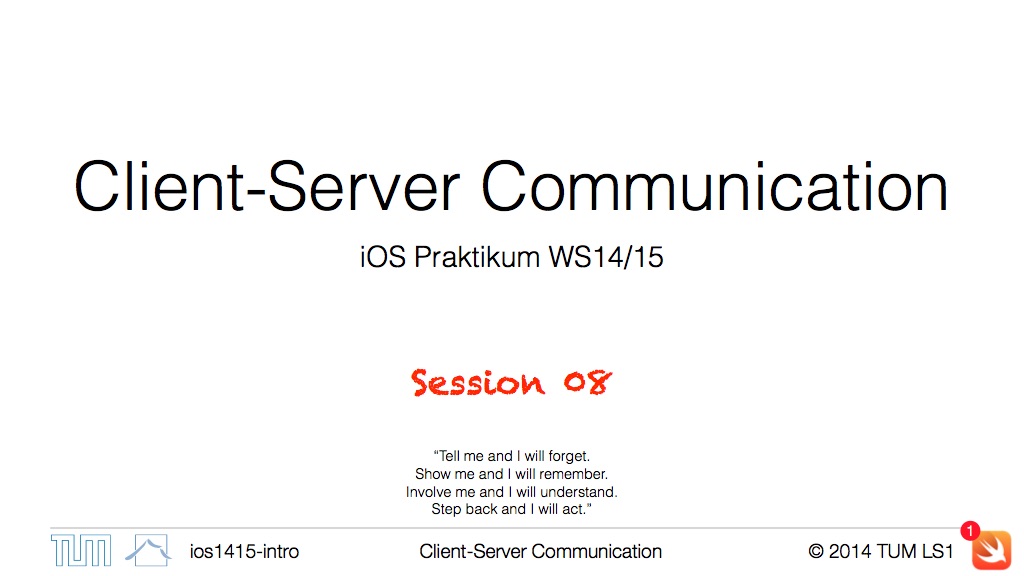 Client-Server Communication
iOS Praktikum WS14/15
Session 08
“Tell me and I will forget.
Show me and I will remember.
Involve me and I will understand.
Step back and I will act.”
TUM
ios1415-intro
Client-Server Communication
© 2014 TUM LS1
1